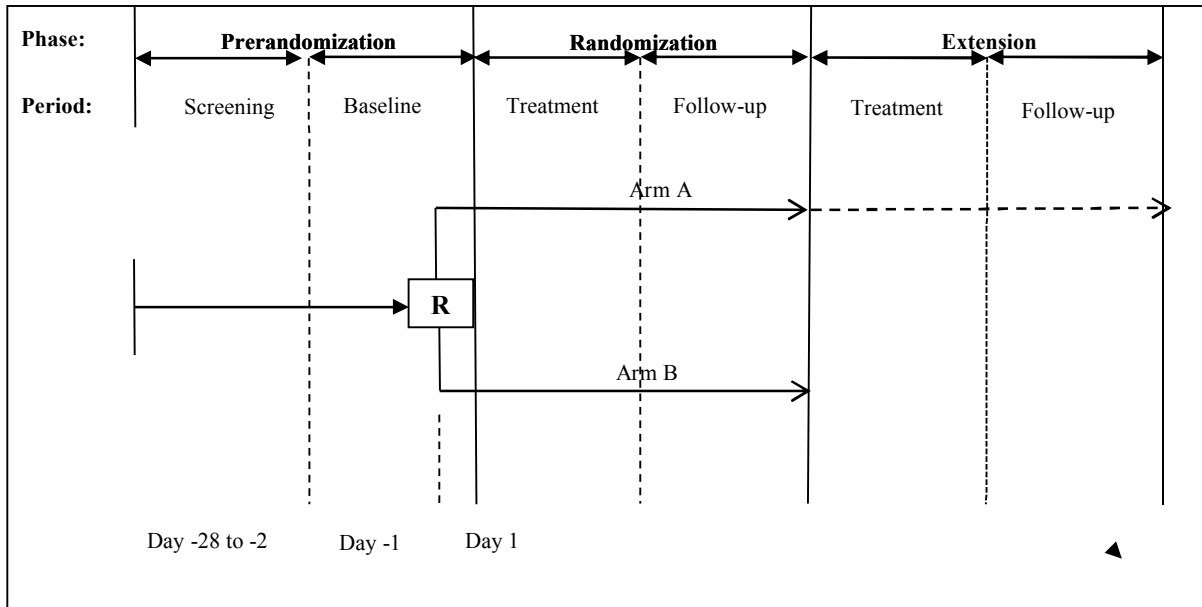 Phase: Prerandomization Randomization Extension
Period: Screening Baseline Treatment Follow-up Treatment Follow-up
Arm A
R
Arm B
Day -28 to -2 Day -1 Day 1